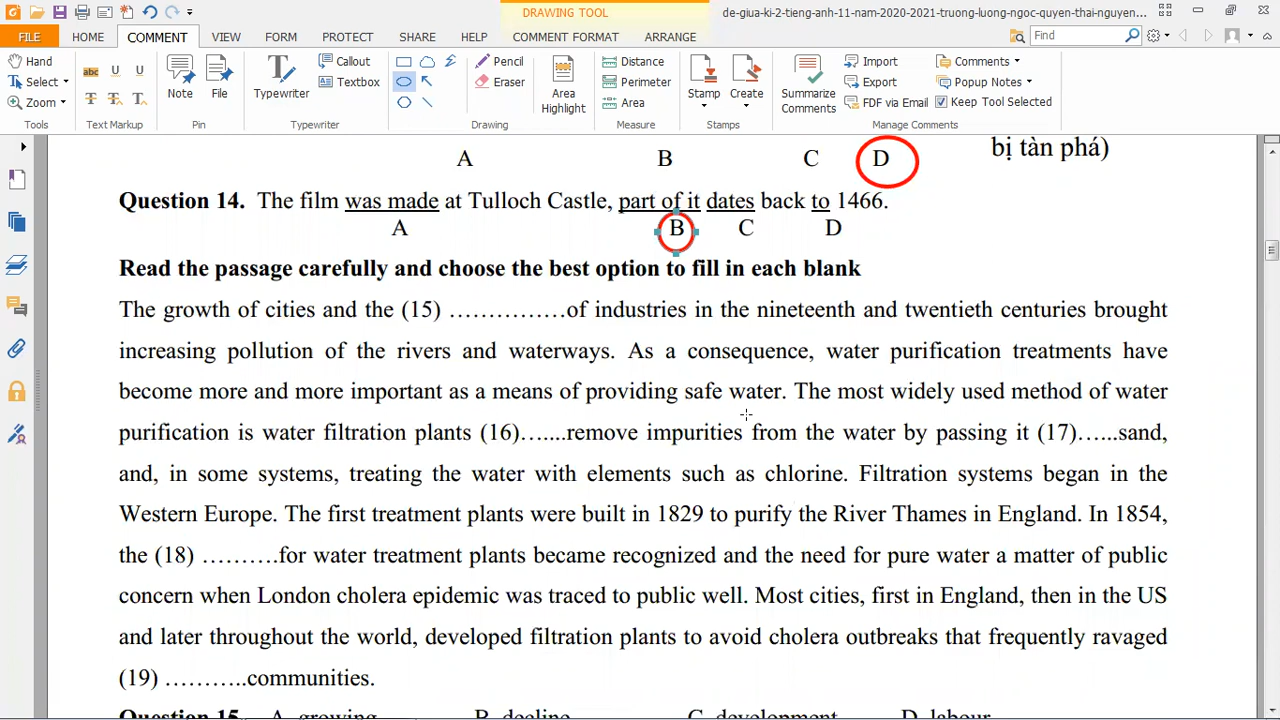 DRAWING TOOL
de-giua-ki-2-tieng-anh-11-nam-2020-2021-truong-luong-ngoc-quyen-thai-nguyen...
FILE HOME COMMENT VIEW FORM PROTECT SHARE HELP COMMENT FORMAT ARRANGE Find
Hand
Select
Zoom
Tools
abc U U
T T T
Text Markup
Note File
Pin
Typewriter
Callout
Textbox
Typewriter
Pencil
Eraser
Area Highlight
Drawing
Distance
Perimeter
Area
Measure
Stamp Create
Stamps
Summarize Comments
Import
Export
FDF via Email
Comments
Popup Notes
Keep Tool Selected
Manage Comments
bị tàn phá)
A B C D
Question 14. The film was made at Tulloch Castle, part of it dates back to 1466.
A B C D
Read the passage carefully and choose the best option to fill in each blank
The growth of cities and the (15) ……………of industries in the nineteenth and twentieth centuries brought
increasing pollution of the rivers and waterways. As a consequence, water purification treatments have
become more and more important as a means of providing safe water. The most widely used method of water
purification is water filtration plants (16)…....remove impurities from the water by passing it (17)…...sand,
and, in some systems, treating the water with elements such as chlorine. Filtration systems began in the
Western Europe. The first treatment plants were built in 1829 to purify the River Thames in England. In 1854,
the (18) ……….for water treatment plants became recognized and the need for pure water a matter of public
concern when London cholera epidemic was traced to public well. Most cities, first in England, then in the US
and later throughout the world, developed filtration plants to avoid cholera outbreaks that frequently ravaged
(19) ………..communities.
Question 15. A. growing B. decline C. development D. labour